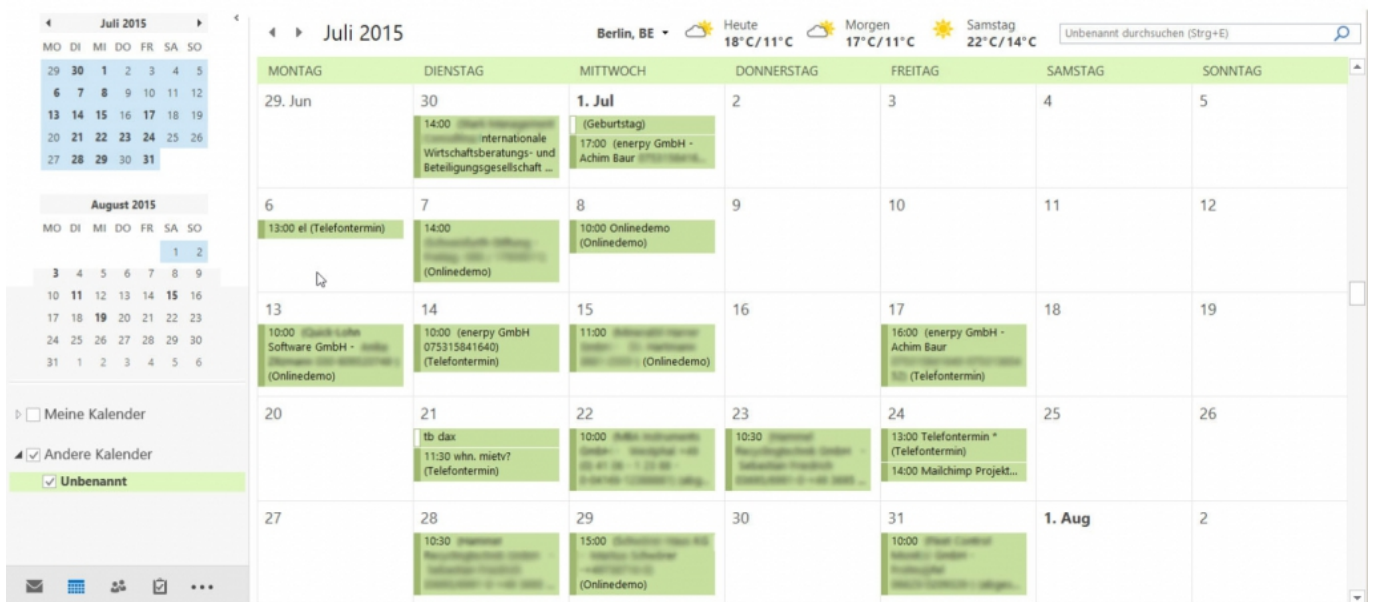 Juli 2015
MO DI MI DO FR SA SO
29 30 1 2 3 4 5
6 7 8 9 10 11 12
13 14 15 16 17 18 19
20 21 22 23 24 25 26
27 28 29 30 31
August 2015
MO DI MI DO FR SA SO
1 2
3 4 5 6 7 8 9
10 11 12 13 14 15 16
17 18 19 20 21 22 23
24 25 26 27 28 29 30
31 1 2 3 4 5 6
Meine Kalender
Andere Kalender
Unbenannt
Juli 2015
Berlin, BE
Heute
18°C/11°C
Morgen
17°C/11°C
Samstag
22°C/14°C
Unbenannt durchsuchen (Strg+E)
MONTAG DIENSTAG MITTWOCH DONNERSTAG FREITAG SAMSTAG SONNTAG
29. Jun
30
14:00
nternationale
Wirtschaftsberatungs- und
Beteiligungsgesellschaft ...
1. Jul
(Geburtstag)
17:00 (enerpy GmbH -
Achim Baur
2
3
4
5
6
13:00 el (Telefontermin)
7
14:00
(Onlinedemo)
8
10:00 Onlinedemo
(Onlinedemo)
9
10
11
12
13
10:00
Software GmbH -
(Onlinedemo)
14
10:00 (enerpy GmbH
075315841640)
(Telefontermin)
15
11:00
(Onlinedemo)
16
17
16:00 (enerpy GmbH -
Achim Baur
(Telefontermin)
18
19
20
21
tb dax
11:30 whn. mietv?
(Telefontermin)
22
10:00
23
10:30
24
13:00 Telefontermin *
(Telefontermin)
14:00 Mailchimp Projekt...
25
26
27
28
10:30
29
15:00
(Onlinedemo)
30
31
10:00
1. Aug
2